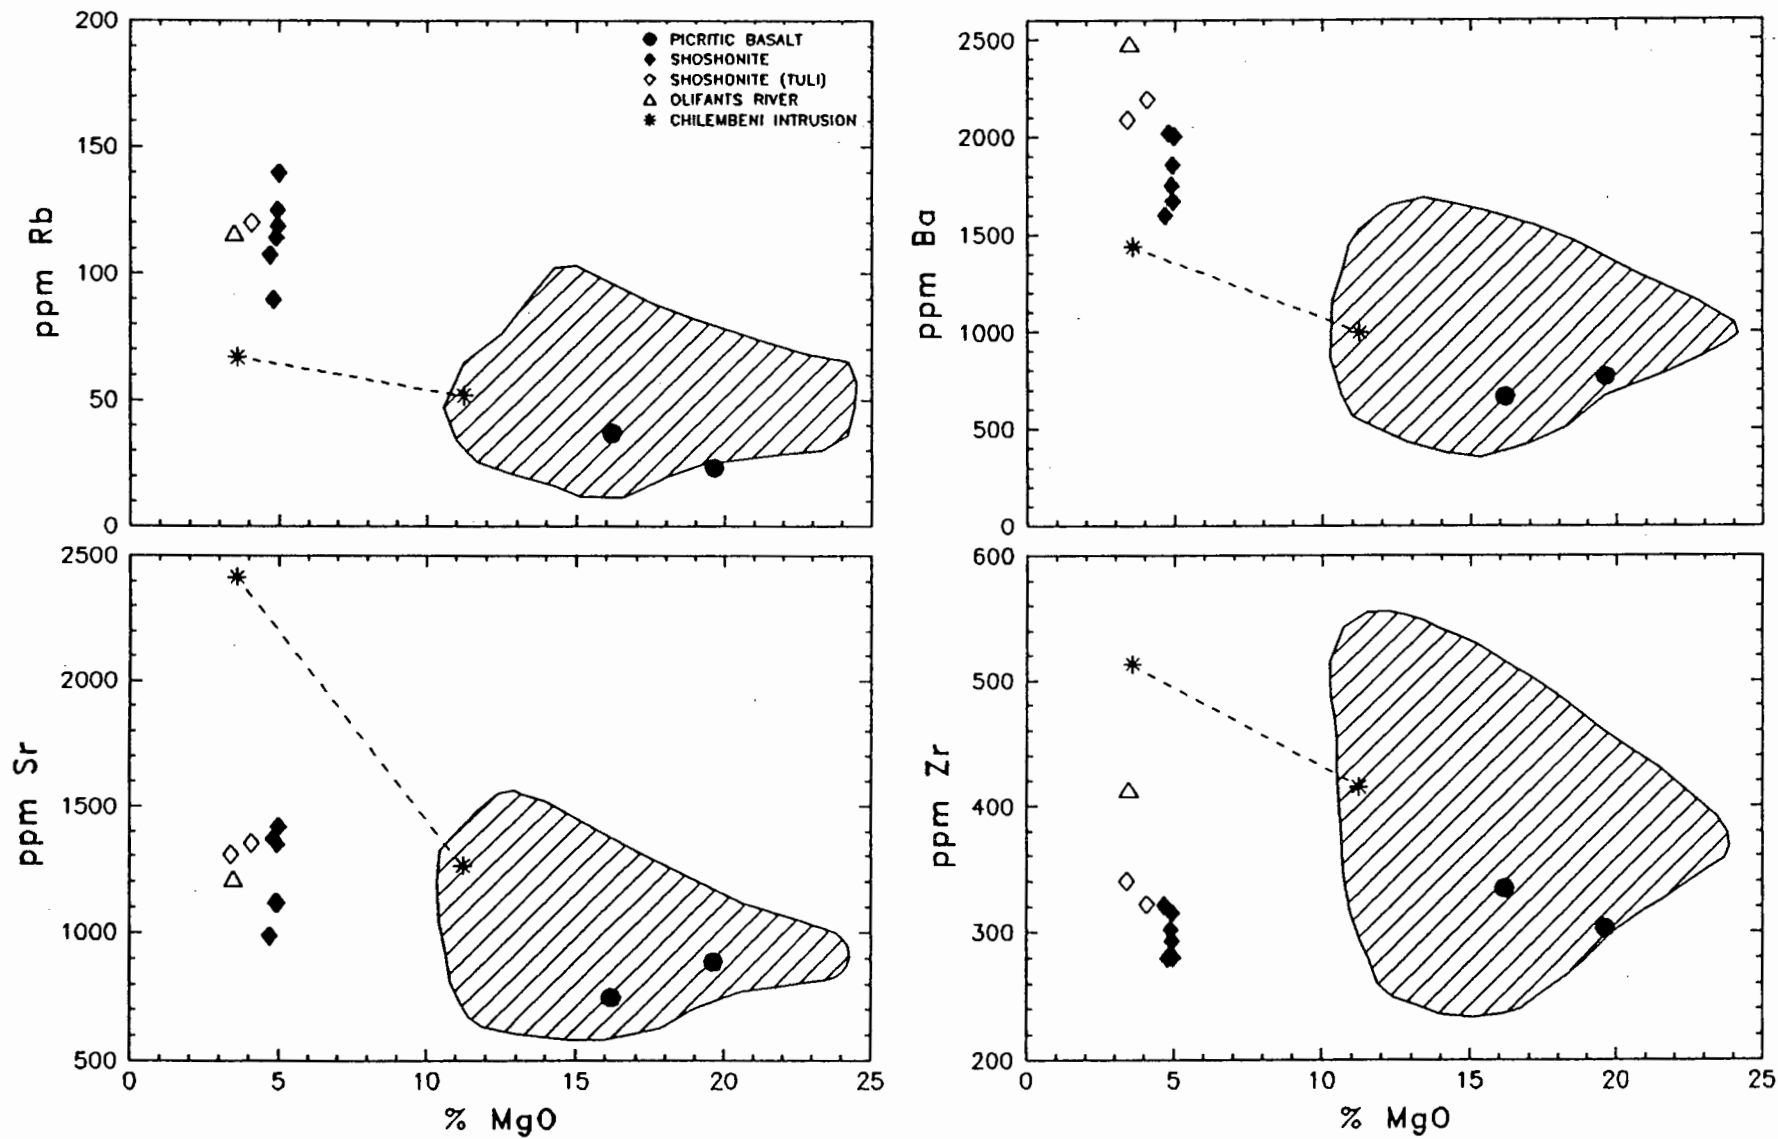 200
150
100
50
0
ppm Rb
PICRITIC BASALT
SHOSHONITE
SHOSHONITE (TULI)
OLIFANTS RIVER
CHILEMBENI INTRUSION
2500
2000
1500
1000
500
0
ppm Ba
2500
2000
1500
1000
500
ppm Sr
0 5 10 15 20 25
% MgO
600
500
400
300
200
ppm Zr
0 5 10 15 20 25
% MgO